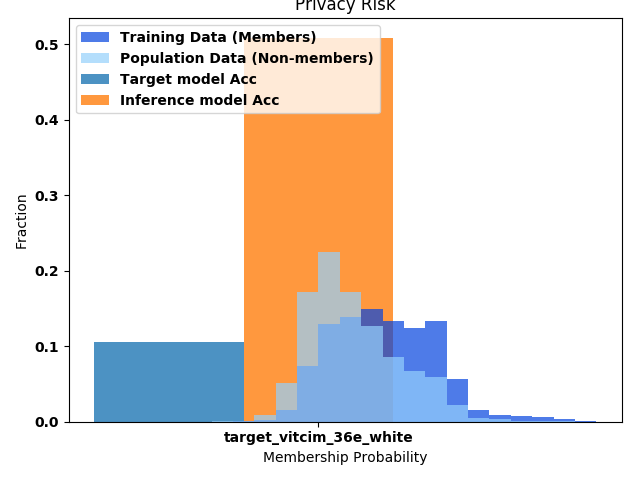 Privacy Risk
Training Data (Members)
Population Data (Non-members)
Target model Acc
Inference model Acc
0.5
0.4
0.3
0.2
0.1
0.0
Fraction
target_vitcim_36e_white
Membership Probability